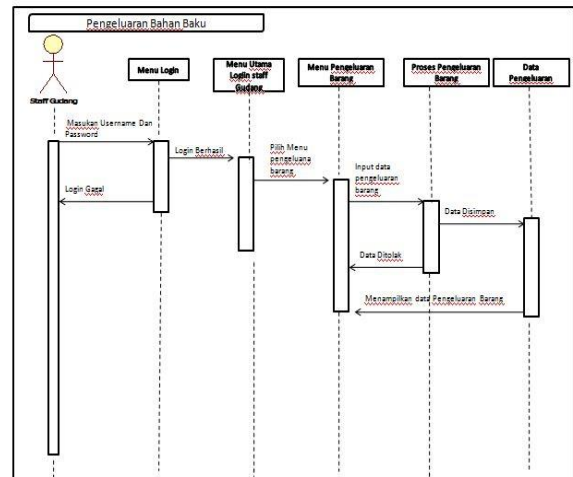 Pengeluaran Bahan Baku
Staff Gudang
Menu Login
Menu Utama
Login staff
Gudang
Menu Pengeluaran
Barang
Proses Pengeluaran
Barang
Data
Pengeluaran
Masukan Username Dan
Password
Login Berhasil
Login Gagal
Pilih Menu
pengeluana
barang
Input data
pengeluaran
barang
Data Disimpan
Data Ditolak
Menampilkan data Pengeluaran Barang